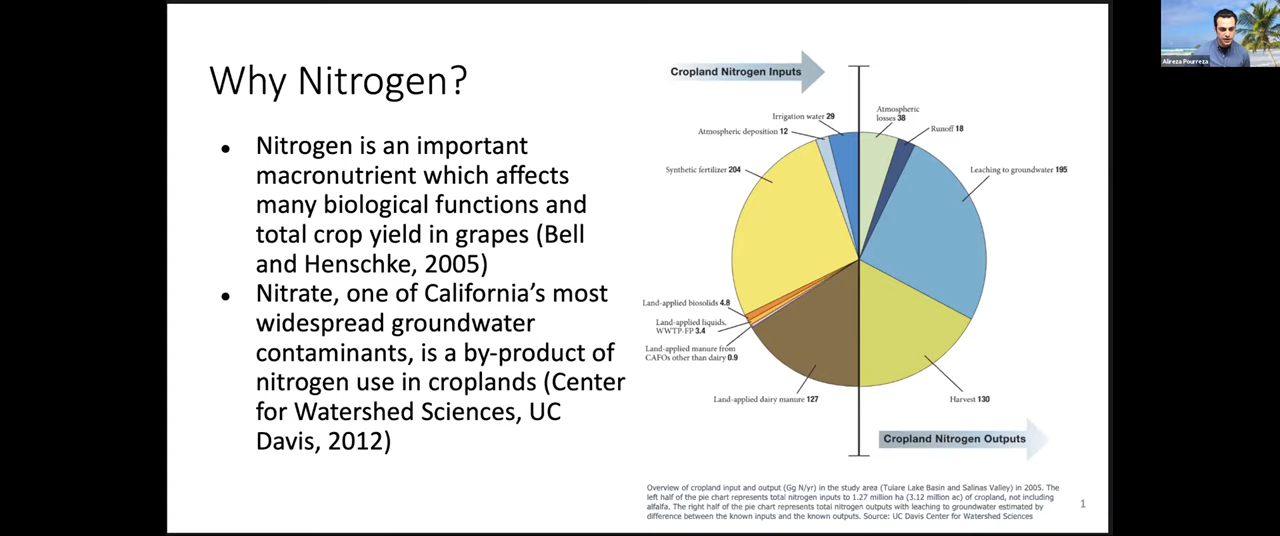 Alireza Pourreza
Why Nitrogen?
● Nitrogen is an important
macronutrient which affects
many biological functions and
total crop yield in grapes (Bell
and Henschke, 2005)
● Nitrate, one of California's most
widespread groundwater
contaminants, is a by-product of
nitrogen use in croplands (Center
for Watershed Sciences, UC
Davis, 2012)
Cropland Nitrogen Inputs
Irrigation water 29
Atmospheric deposition 12
Synthetic fertilizer 204
Land-applied biosolids 4.8
Land-applied liquids,
WWTP-FP 3.4
Land-applied manure from
CAFOs other than dairy 0.9
Land-applied dairy manure 127
Atmospheric
losses 38
Runoff 18
Leaching to groundwater 195
Harvest 130
Cropland Nitrogen Outputs
Overview of cropland input and output (Gg N/yr) in the study area (Tulare Lake Basin and Salinas Valley) in 2005. The
left half of the pie chart represents total nitrogen inputs to 1.27 million ha (3.12 million ac) of cropland, not including
alfalfa. The right half of the pie chart represents total nitrogen outputs with leaching to groundwater estimated by
difference between the known inputs and the known outputs. Source: UC Davis Center for Watershed Sciences
1